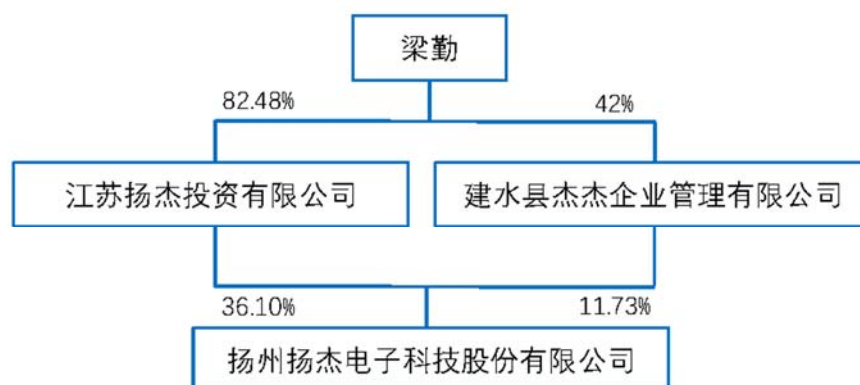 梁勤
82.48%
42%
江苏扬杰投资有限公司
建水县杰杰企业管理有限公司
36.10%
11.73%
扬州扬杰电子科技股份有限公司